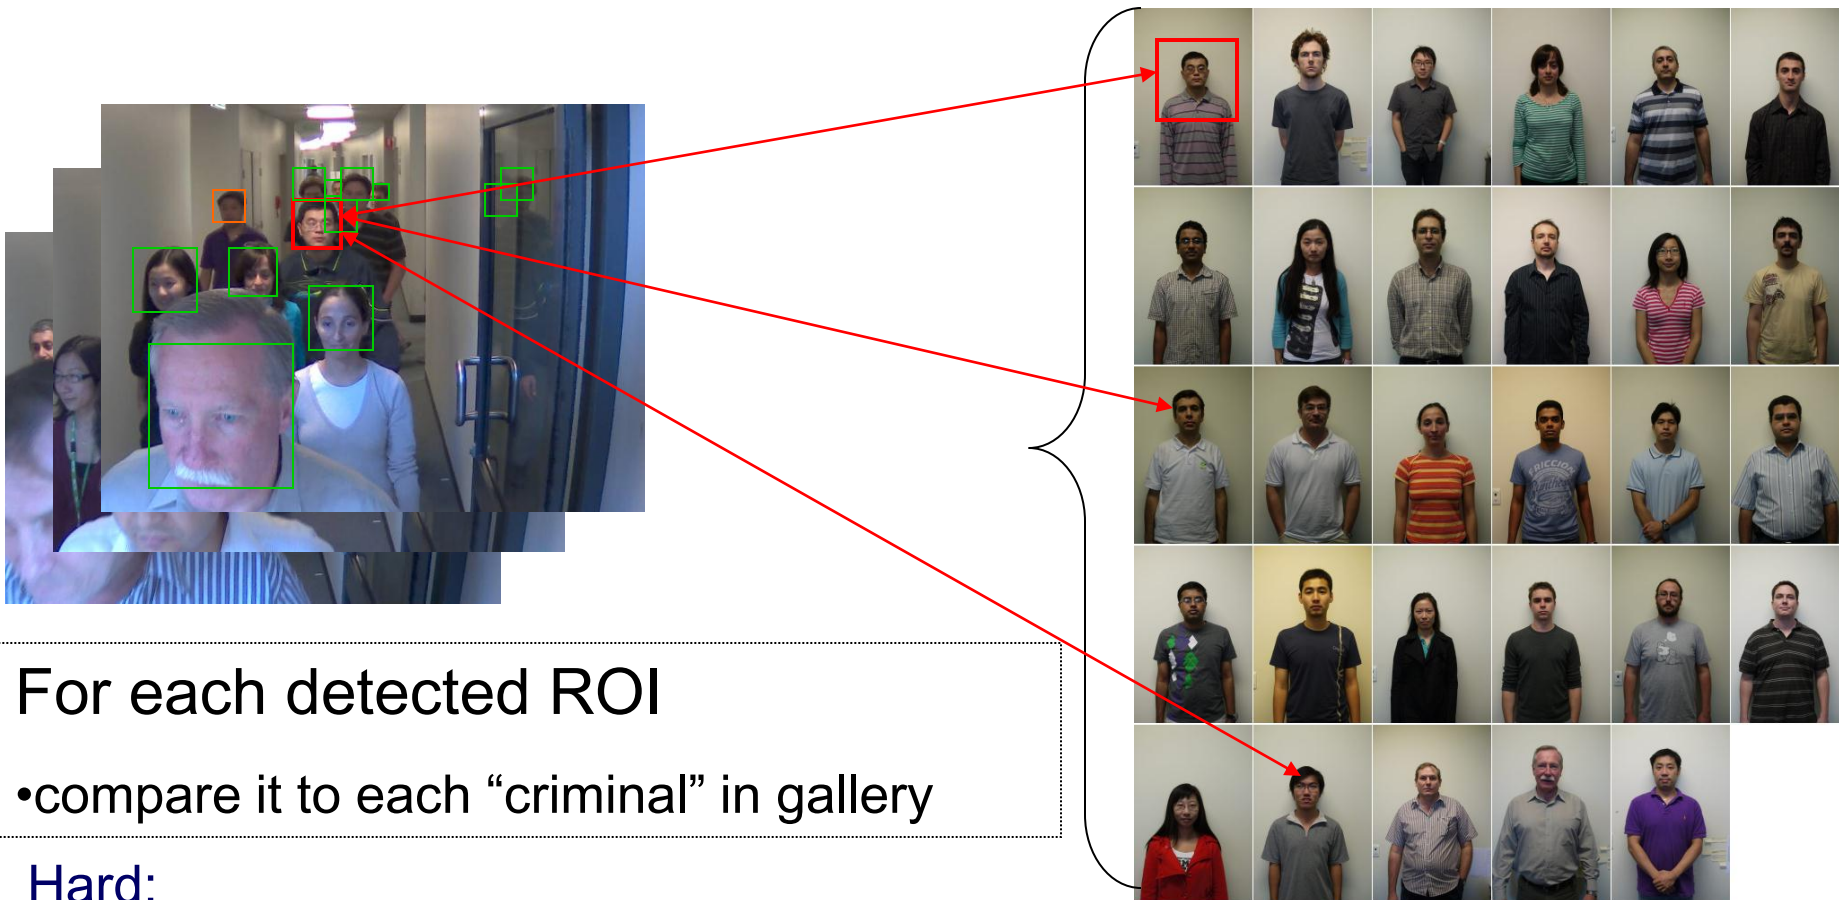 For each detected ROI
•compare it to each “criminal” in gallery
Hard: